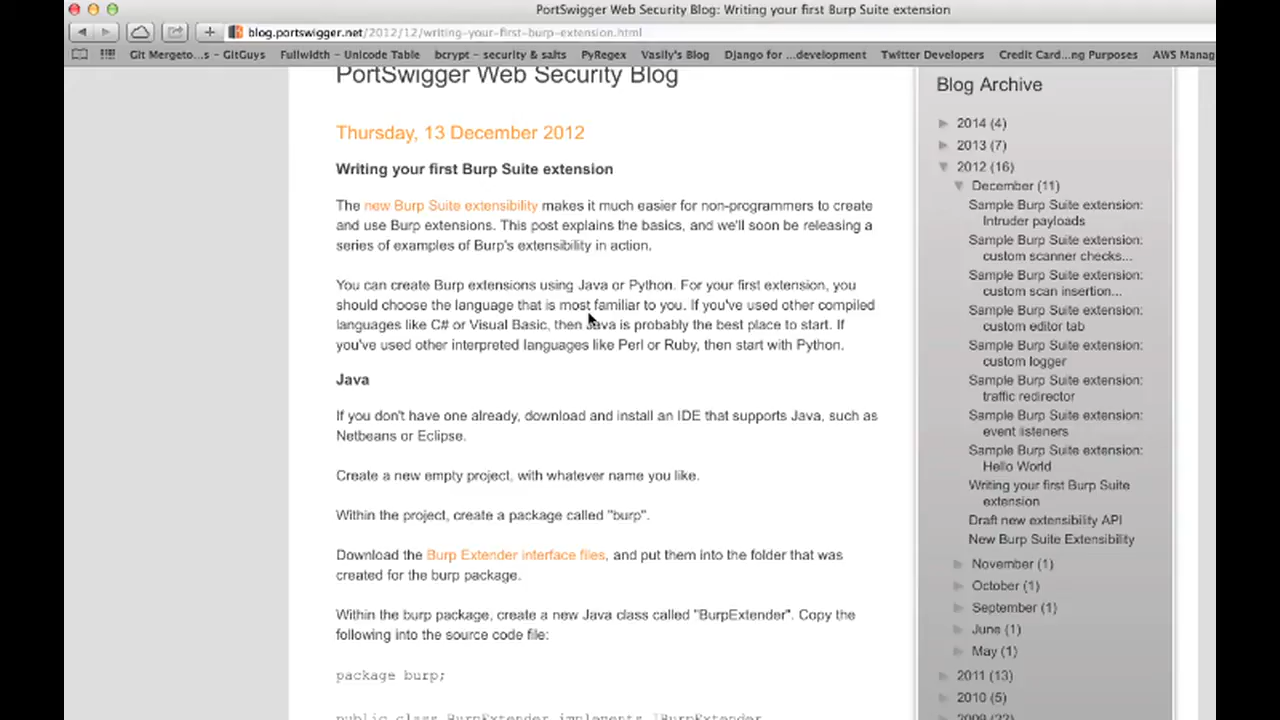 PortSwigger Web Security Blog: Writing your first Burp Suite extension
blog.portswigger.net/2012/12/writing-your-first-burp-extension.html
Git Mergeto...s - GitGuys
Fullwidth - Unicode Table
bcrypt - security & salts
PyRegex
Vasily's Blog
Django for ...development
Twitter Developers
Credit Card...ng Purposes
AWS Manag
PortSwigger Web Security Blog
Thursday, 13 December 2012
Writing your first Burp Suite extension
The new Burp Suite extensibility makes it much easier for non-programmers to create
and use Burp extensions. This post explains the basics, and we'll soon be releasing a
series of examples of Burp's extensibility in action.
You can create Burp extensions using Java or Python. For your first extension, you
should choose the language that is most familiar to you. If you've used other compiled
languages like C# or Visual Basic, then Java is probably the best place to start. If
you've used other interpreted languages like Perl or Ruby, then start with Python.
Java
If you don't have one already, download and install an IDE that supports Java, such as
Netbeans or Eclipse.
Create a new empty project, with whatever name you like.
Within the project, create a package called "burp".
Download the Burp Extender interface files, and put them into the folder that was
created for the burp package.
Within the burp package, create a new Java class called "BurpExtender". Copy the
following into the source code file:
package burp;
public class BurpExtender implements IBurpExtender
Blog Archive
2014 (4)
2013 (7)
2012 (16)
December (11)
Sample Burp Suite extension:
Intruder payloads
Sample Burp Suite extension:
custom scanner checks...
Sample Burp Suite extension:
custom scan insertion...
Sample Burp Suite extension:
custom editor tab
Sample Burp Suite extension:
custom logger
Sample Burp Suite extension:
traffic redirector
Sample Burp Suite extension:
event listeners
Sample Burp Suite extension:
Hello World
Writing your first Burp Suite
extension
Draft new extensibility API
New Burp Suite Extensibility
November (1)
October (1)
September (1)
June (1)
May (1)
2011 (13)
2010 (5)
2009 (22)